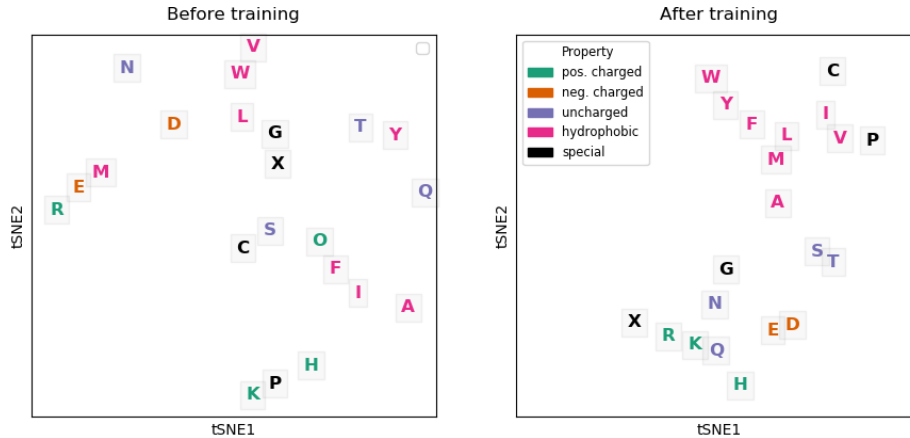 Before training
V
N
W
L
D
G
T
Y
X
M
E
Q
R
S
O
C
F
I
A
H
P
K
tSNE2
tSNE1
After training
Property
pos. charged
neg. charged
uncharged
hydrophobic
special
C
W
Y
I
F
L
V
P
M
A
S
T
G
N
X
D
E
R
K
Q
H
tSNE2
tSNE1